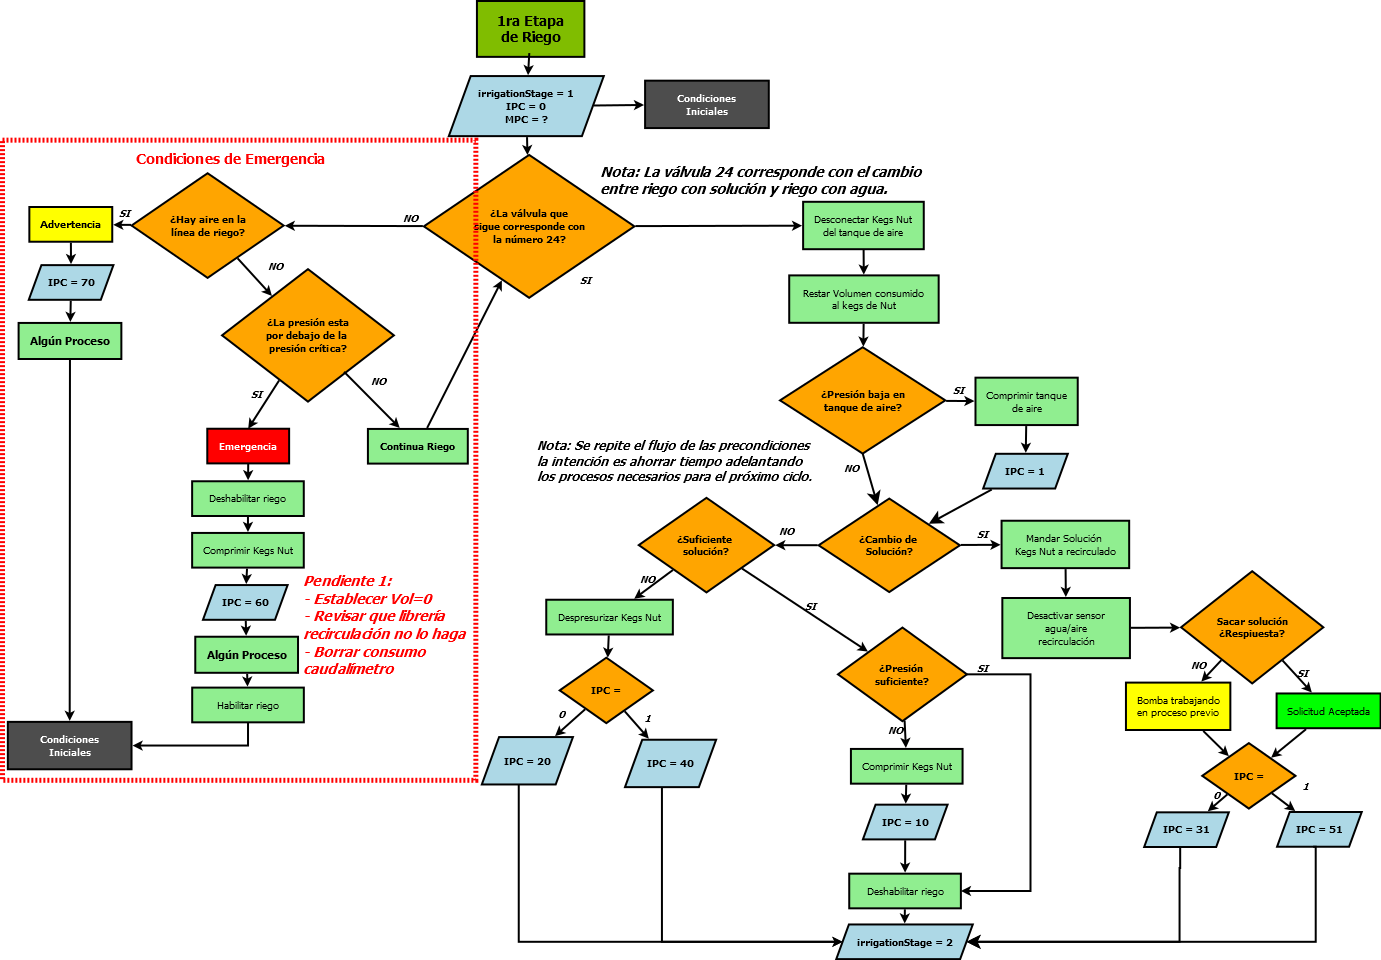 1ra Etapa
de Riego
irrigationStage = 1
IPC = 0
MPC = ?
Condiciones
Iniciales
Condiciones de Emergencia
¿La válvula que
sigue corresponde con
la número 24?
NO
SI
Nota: La válvula 24 corresponde con el cambio
entre riego con solución y riego con agua.
¿Hay aire en la
línea de riego?
SI
NO
Advertencia
IPC = 70
Algún Proceso
¿La presión esta
por debajo de la
presión crítica?
SI
NO
Emergencia
Continua Riego
Deshabilitar riego
Comprimir Kegs Nut
IPC = 60
Algún Proceso
Habilitar riego
Condiciones
Iniciales
Pendiente 1:
- Establecer Vol=0
- Revisar que librería
recirculación no lo haga
- Borrar consumo
caudalímetro
Desconectar Kegs Nut
del tanque de aire
Restar Volumen consumido
al kegs de Nut
¿Presión baja en
tanque de aire?
SI
NO
Comprimir tanque
de aire
IPC = 1
Nota: Se repite el flujo de las precondiciones
la intención es ahorrar tiempo adelantando
los procesos necesarios para el próximo ciclo.
¿Cambio de
Solución?
NO
SI
¿Suficiente
solución?
NO
SI
Despresurizar Kegs Nut
IPC =
0
1
IPC = 20
IPC = 40
¿Presión
suficiente?
SI
NO
Comprimir Kegs Nut
IPC = 10
Deshabilitar riego
irrigationStage = 2
Mandar Solución
Kegs Nut a recirculado
Desactivar sensor
agua/aire
recirculación
Sacar solución
¿Respiuesta?
NO
SI
Bomba trabajando
en proceso previo
Solicitud Aceptada
IPC =
0
1
IPC = 31
IPC = 51